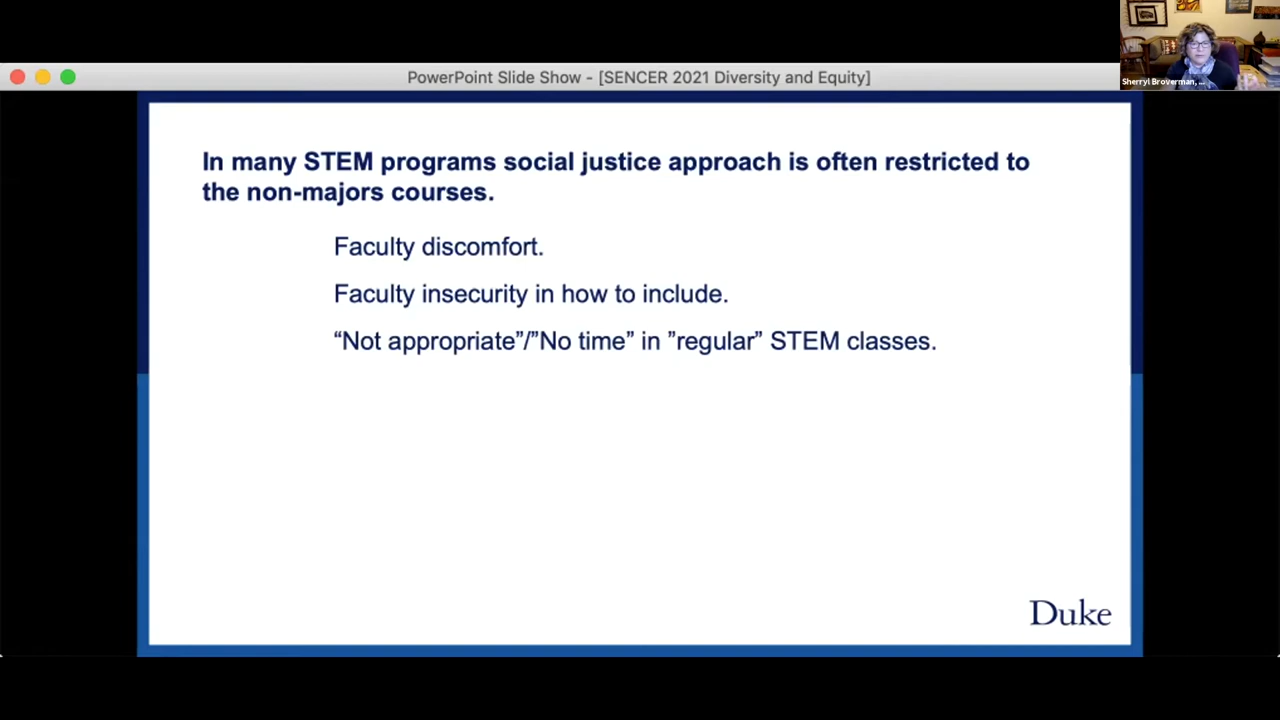 Sherryl Broverman, ...
PowerPoint Slide Show - [SENCER 2021 Diversity and Equity]
In many STEM programs social justice approach is often restricted to
the non-majors courses.
Faculty discomfort.
Faculty insecurity in how to include.
“Not appropriate”/”No time” in ”regular” STEM classes.
Duke